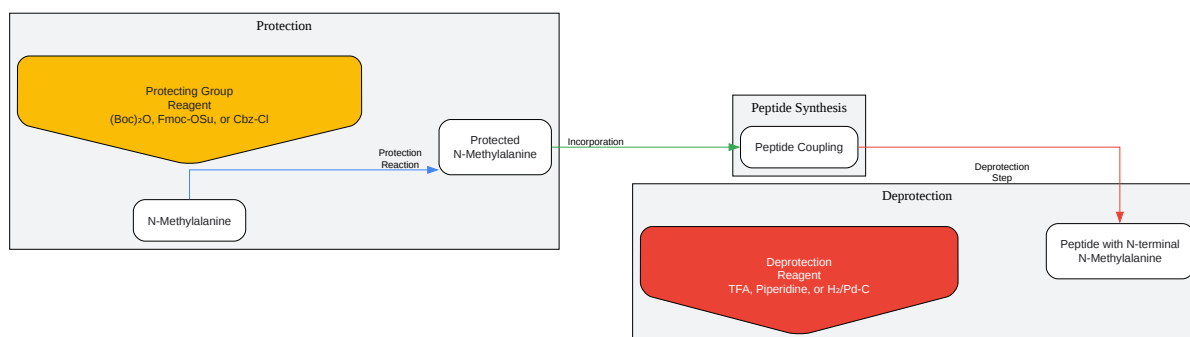 Protection
Protecting Group
Reagent
(Boc)₂O, Fmoc-OSu, or Cbz-Cl
Protection
Reaction
Protected
N-Methylalanine
N-Methylalanine
Incorporation
Peptide Synthesis
Peptide Coupling
Deprotection
Step
Deprotection
Deprotection
Reagent
TFA, Piperidine, or H₂/Pd-C
Peptide with N-terminal
N-Methylalanine